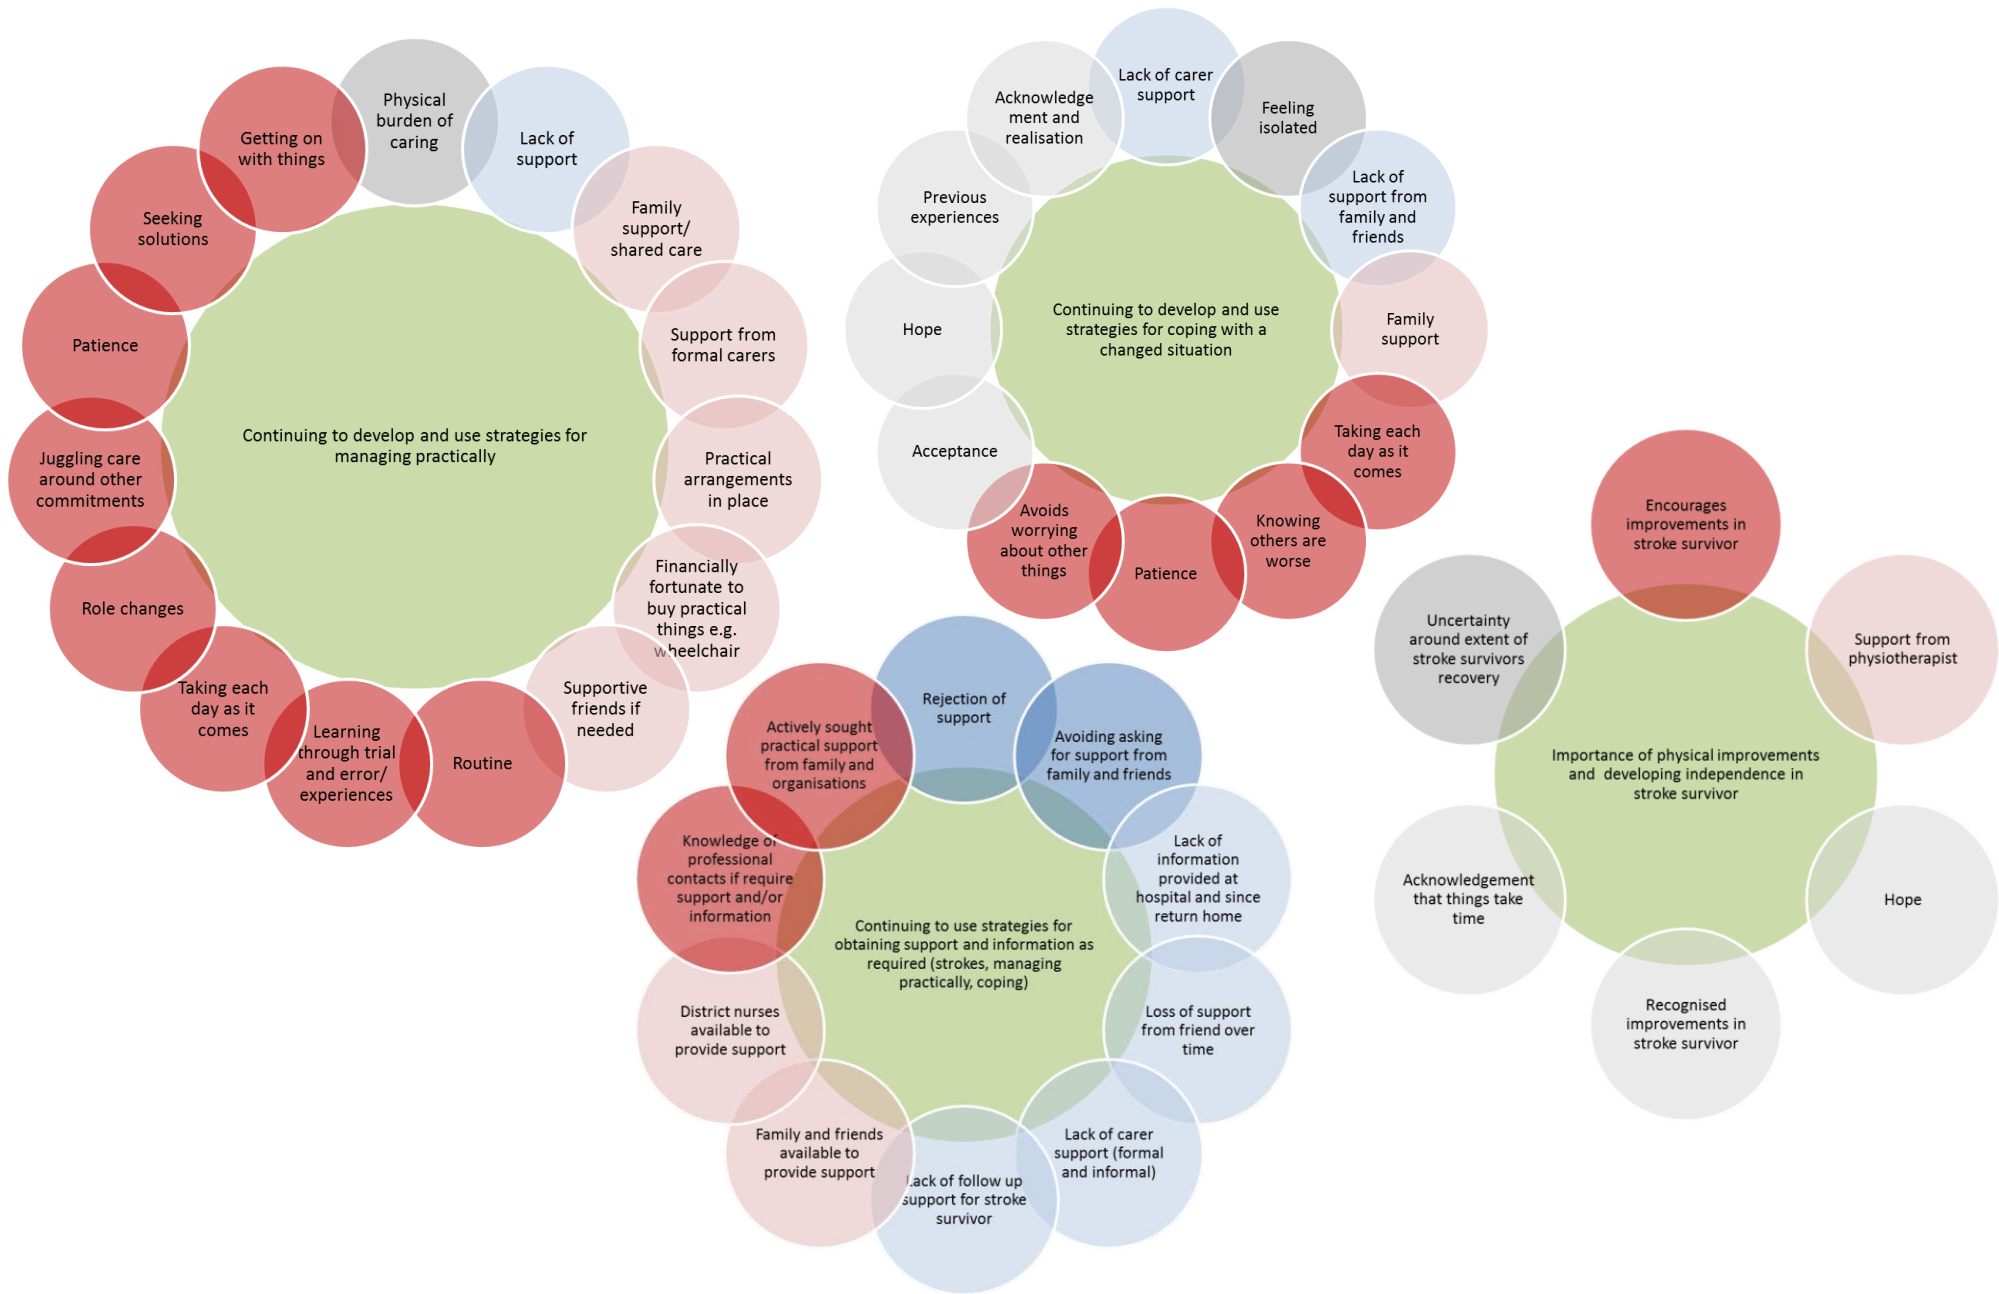 Continuing to develop and use strategies for
managing practically
Physical
burden of
caring
Lack of
support
Family
support/
shared care
Support from
formal carers
Practical
arrangements
in place
Financially
fortunate to
buy practical
things e.g.
wheelchair
Supportive
friends if
needed
Routine
Learning
through trial
and error/
experiences
Taking each
day as it
comes
Role changes
Juggling care
around other
commitments
Patience
Seeking
solutions
Getting on
with things
Continuing to develop and use
strategies for coping with a
changed situation
Lack of carer
support
Feeling
isolated
Lack of
support from
family and
friends
Family
support
Taking each
day as it
comes
Knowing
others are
worse
Patience
Avoids
worrying
about other
things
Acceptance
Hope
Previous
experiences
Acknowledge
ment and
realisation
Continuing to use strategies for
obtaining support and information as
required (strokes, managing
practically, coping)
Rejection of
support
Avoiding asking
for support from
family and friends
Lack of
information
provided at
hospital and since
return home
Loss of support
from friend over
time
Lack of carer
support (formal
and informal)
Lack of follow up
support for stroke
survivor
Family and friends
available to
provide support
District nurses
available to
provide support
Knowledge of
professional
contacts if require
support and/or
information
Actively sought
practical support
from family and
organisations
Importance of physical improvements
and developing independence in
stroke survivor
Encourages
improvements in
stroke survivor
Support from
physiotherapist
Hope
Recognised
improvements in
stroke survivor
Acknowledgement
that things take
time
Uncertainty
around extent of
stroke survivors
recovery